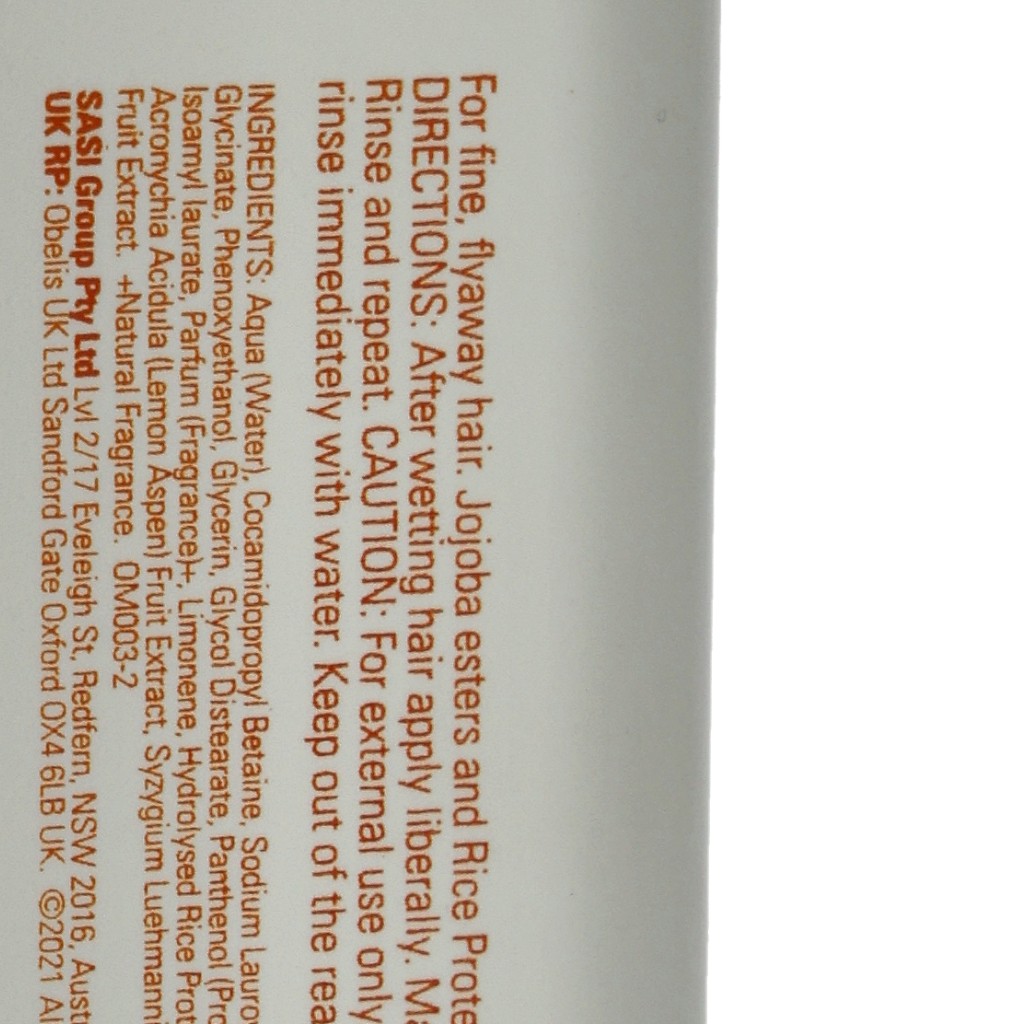 For fine, flyaway hair. Jojoba esters and Rice Prote
DIRECTIONS: After wetting hair apply liberally. Ma
Rinse and repeat. CAUTION: For external use only
rinse immediately with water. Keep out of the rea
INGREDIENTS: Aqua (Water), Cocamidopropyl Betaine, Sodium Lauroy
Glycinate, Phenoxyethanol, Glycerin, Glycol Distearate, Panthenol (Pro
Isoamyl laurate, Parfum (Fragrance)+, Limonene, Hydrolysed Rice Prot
Acronychia Acidula (Lemon Aspen) Fruit Extract, Syzygium Luehmanni
Fruit Extract. +Natural Fragrance. OM003-2
SASI Group Pty Ltd Lvl 2/17 Eveleigh St, Redfern, NSW 2016, Austr
UK RP: Obelis UK Ltd Sandford Gate Oxford OX4 6LB UK. ©2021 Al